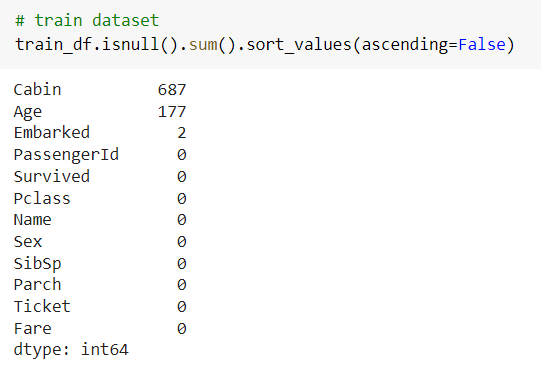 # train dataset
train_df.isnull().sum().sort_values(ascending=False)
Cabin 687
Age 177
Embarked 2
PassengerId 0
Survived 0
Pclass 0
Name 0
Sex 0
SibSp 0
Parch 0
Ticket 0
Fare 0
dtype: int64